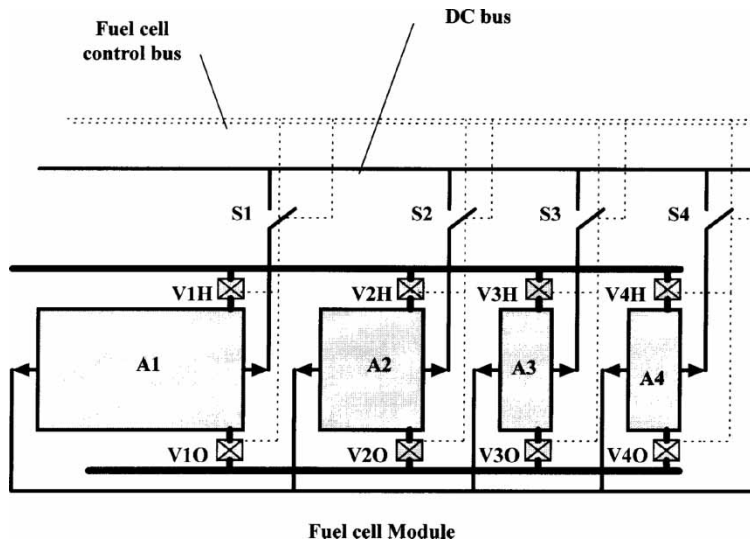 Fuel cell
control bus
DC bus
S1
S2
S3
S4
V1H
V2H
V3H
V4H
A1
A2
A3
A4
V1O
V2O
V3O
V4O
Fuel cell Module